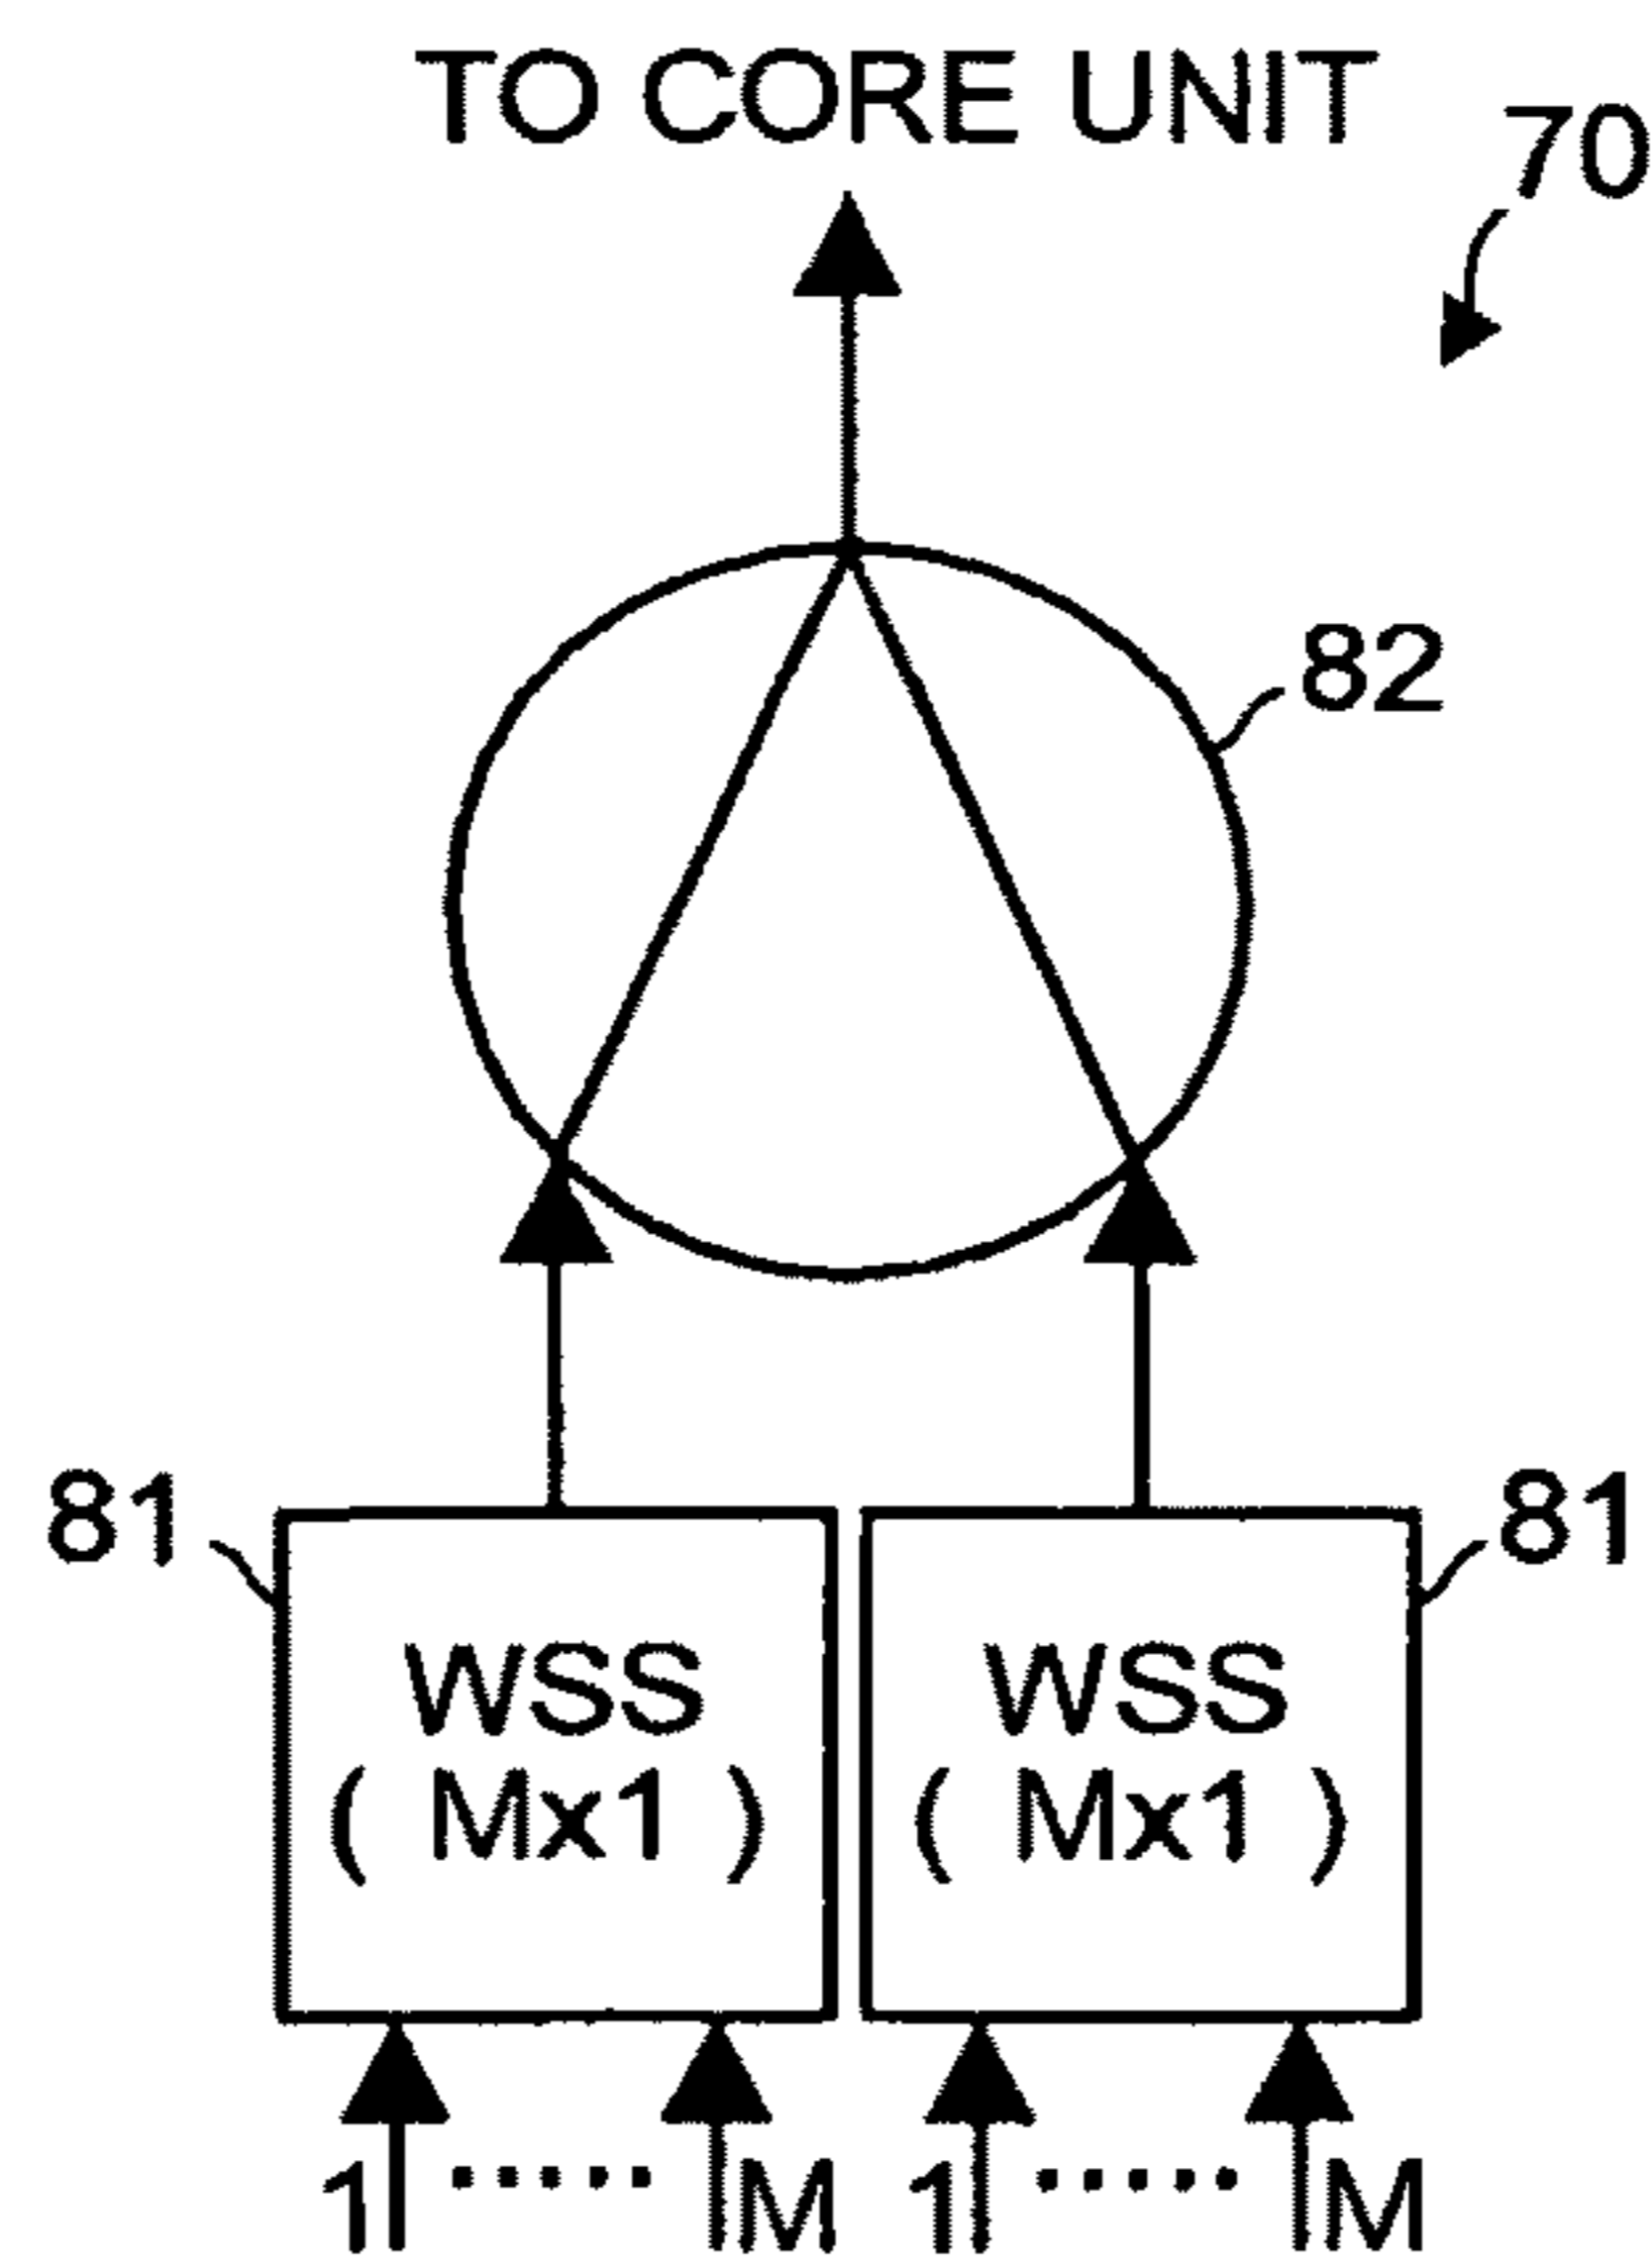 TO CORE UNIT
70
82
81 81
WSS WSS
( Mx1 ) ( Mx1 )
1 ..... M 1 ..... M